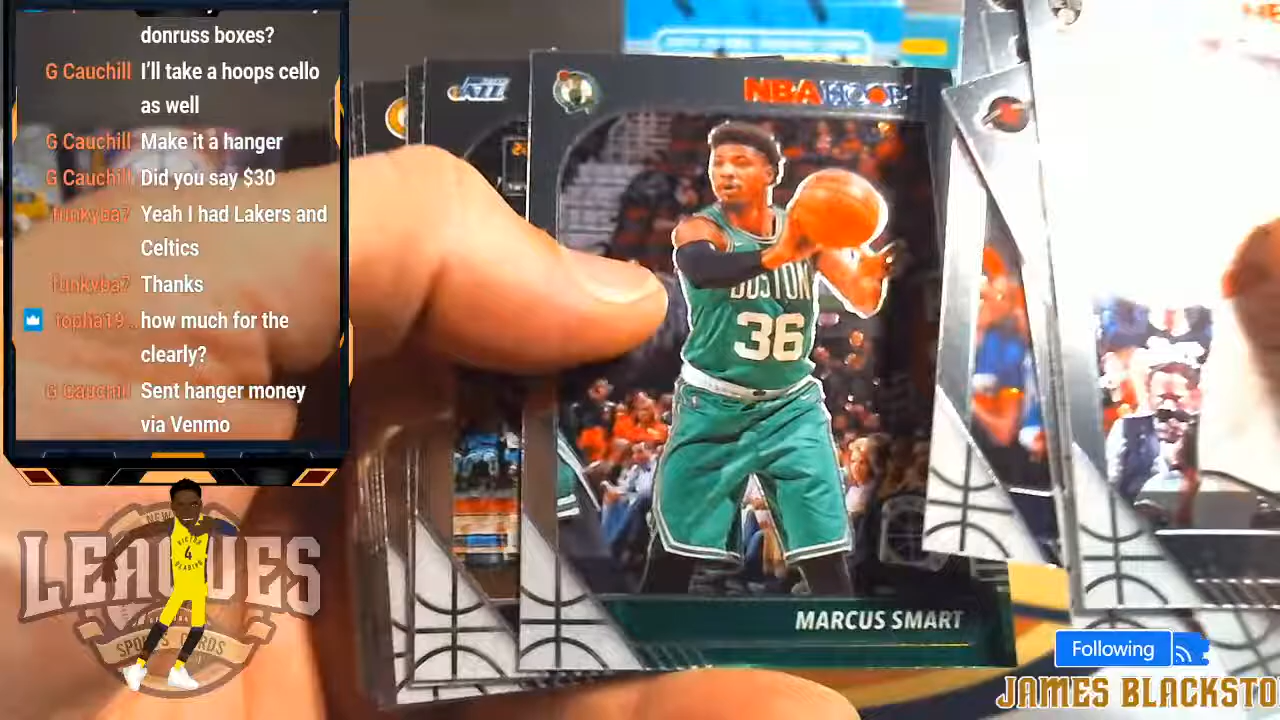 donruss boxes?
G Cauchill I'll take a hoops cello
as well
G Cauchill Make it a hanger
G Cauchill Did you say $30
funkyba7 Yeah I had Lakers and
Celtics
funkyba7 Thanks
topha19... how much for the
clearly?
G Cauchill Sent hanger money
via Venmo
NEW
LEAGUES
SPORTS CARDS
4
NBA HOOPS
BOSTON
36
MARCUS SMART
Following
JAMES BLACKSTO